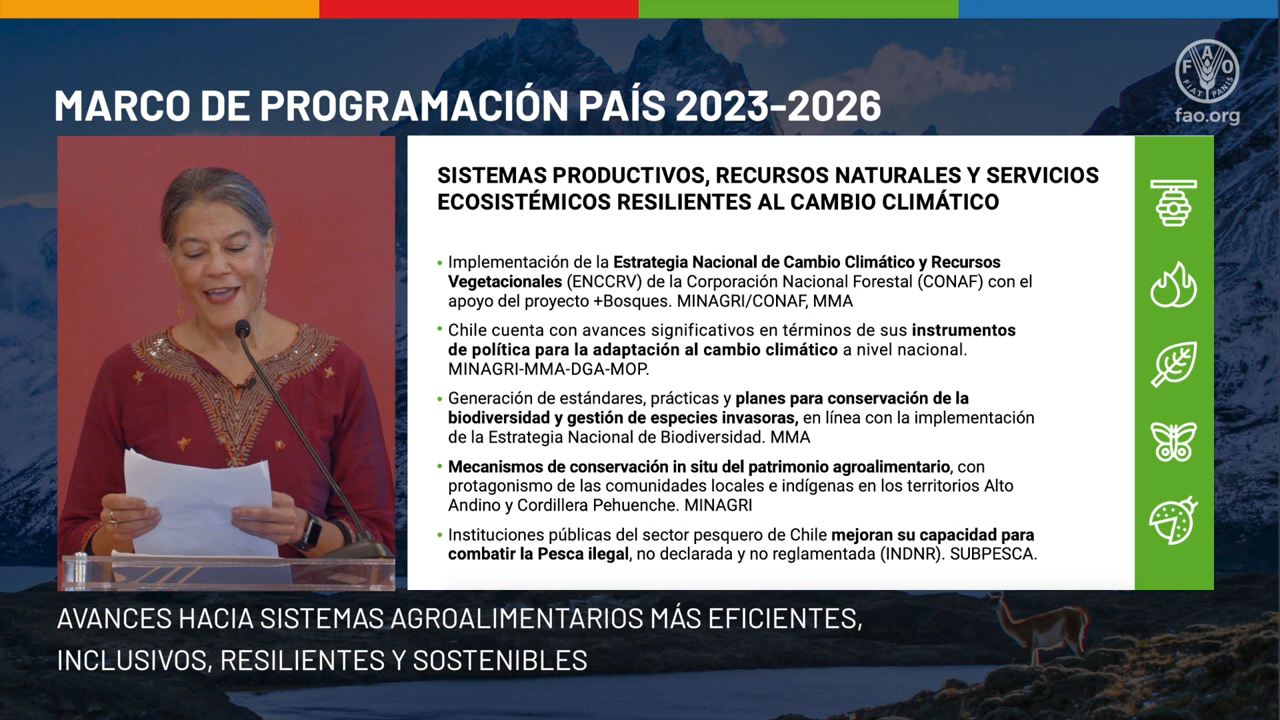 MARCO DE PROGRAMACIÓN PAÍS 2023-2026
FAO
FIAT PANIS
fao.org
SISTEMAS PRODUCTIVOS, RECURSOS NATURALES Y SERVICIOS
ECOSISTÉMICOS RESILIENTES AL CAMBIO CLIMÁTICO
• Implementación de la Estrategia Nacional de Cambio Climático y Recursos
Vegetacionales (ENCCRV) de la Corporación Nacional Forestal (CONAF) con el
apoyo del proyecto +Bosques. MINAGRI/CONAF, MMA
• Chile cuenta con avances significativos en términos de sus instrumentos
de política para la adaptación al cambio climático a nivel nacional.
MINAGRI-MMA-DGA-MOP.
• Generación de estándares, prácticas y planes para conservación de la
biodiversidad y gestión de especies invasoras, en línea con la implementación
de la Estrategia Nacional de Biodiversidad. MMA
• Mecanismos de conservación in situ del patrimonio agroalimentario, con
protagonismo de las comunidades locales e indígenas en los territorios Alto
Andino y Cordillera Pehuenche. MINAGRI
• Instituciones públicas del sector pesquero de Chile mejoran su capacidad para
combatir la Pesca ilegal, no declarada y no reglamentada (INDNR). SUBPESCA.
AVANCES HACIA SISTEMAS AGROALIMENTARIOS MÁS EFICIENTES,
INCLUSIVOS, RESILIENTES Y SOSTENIBLES